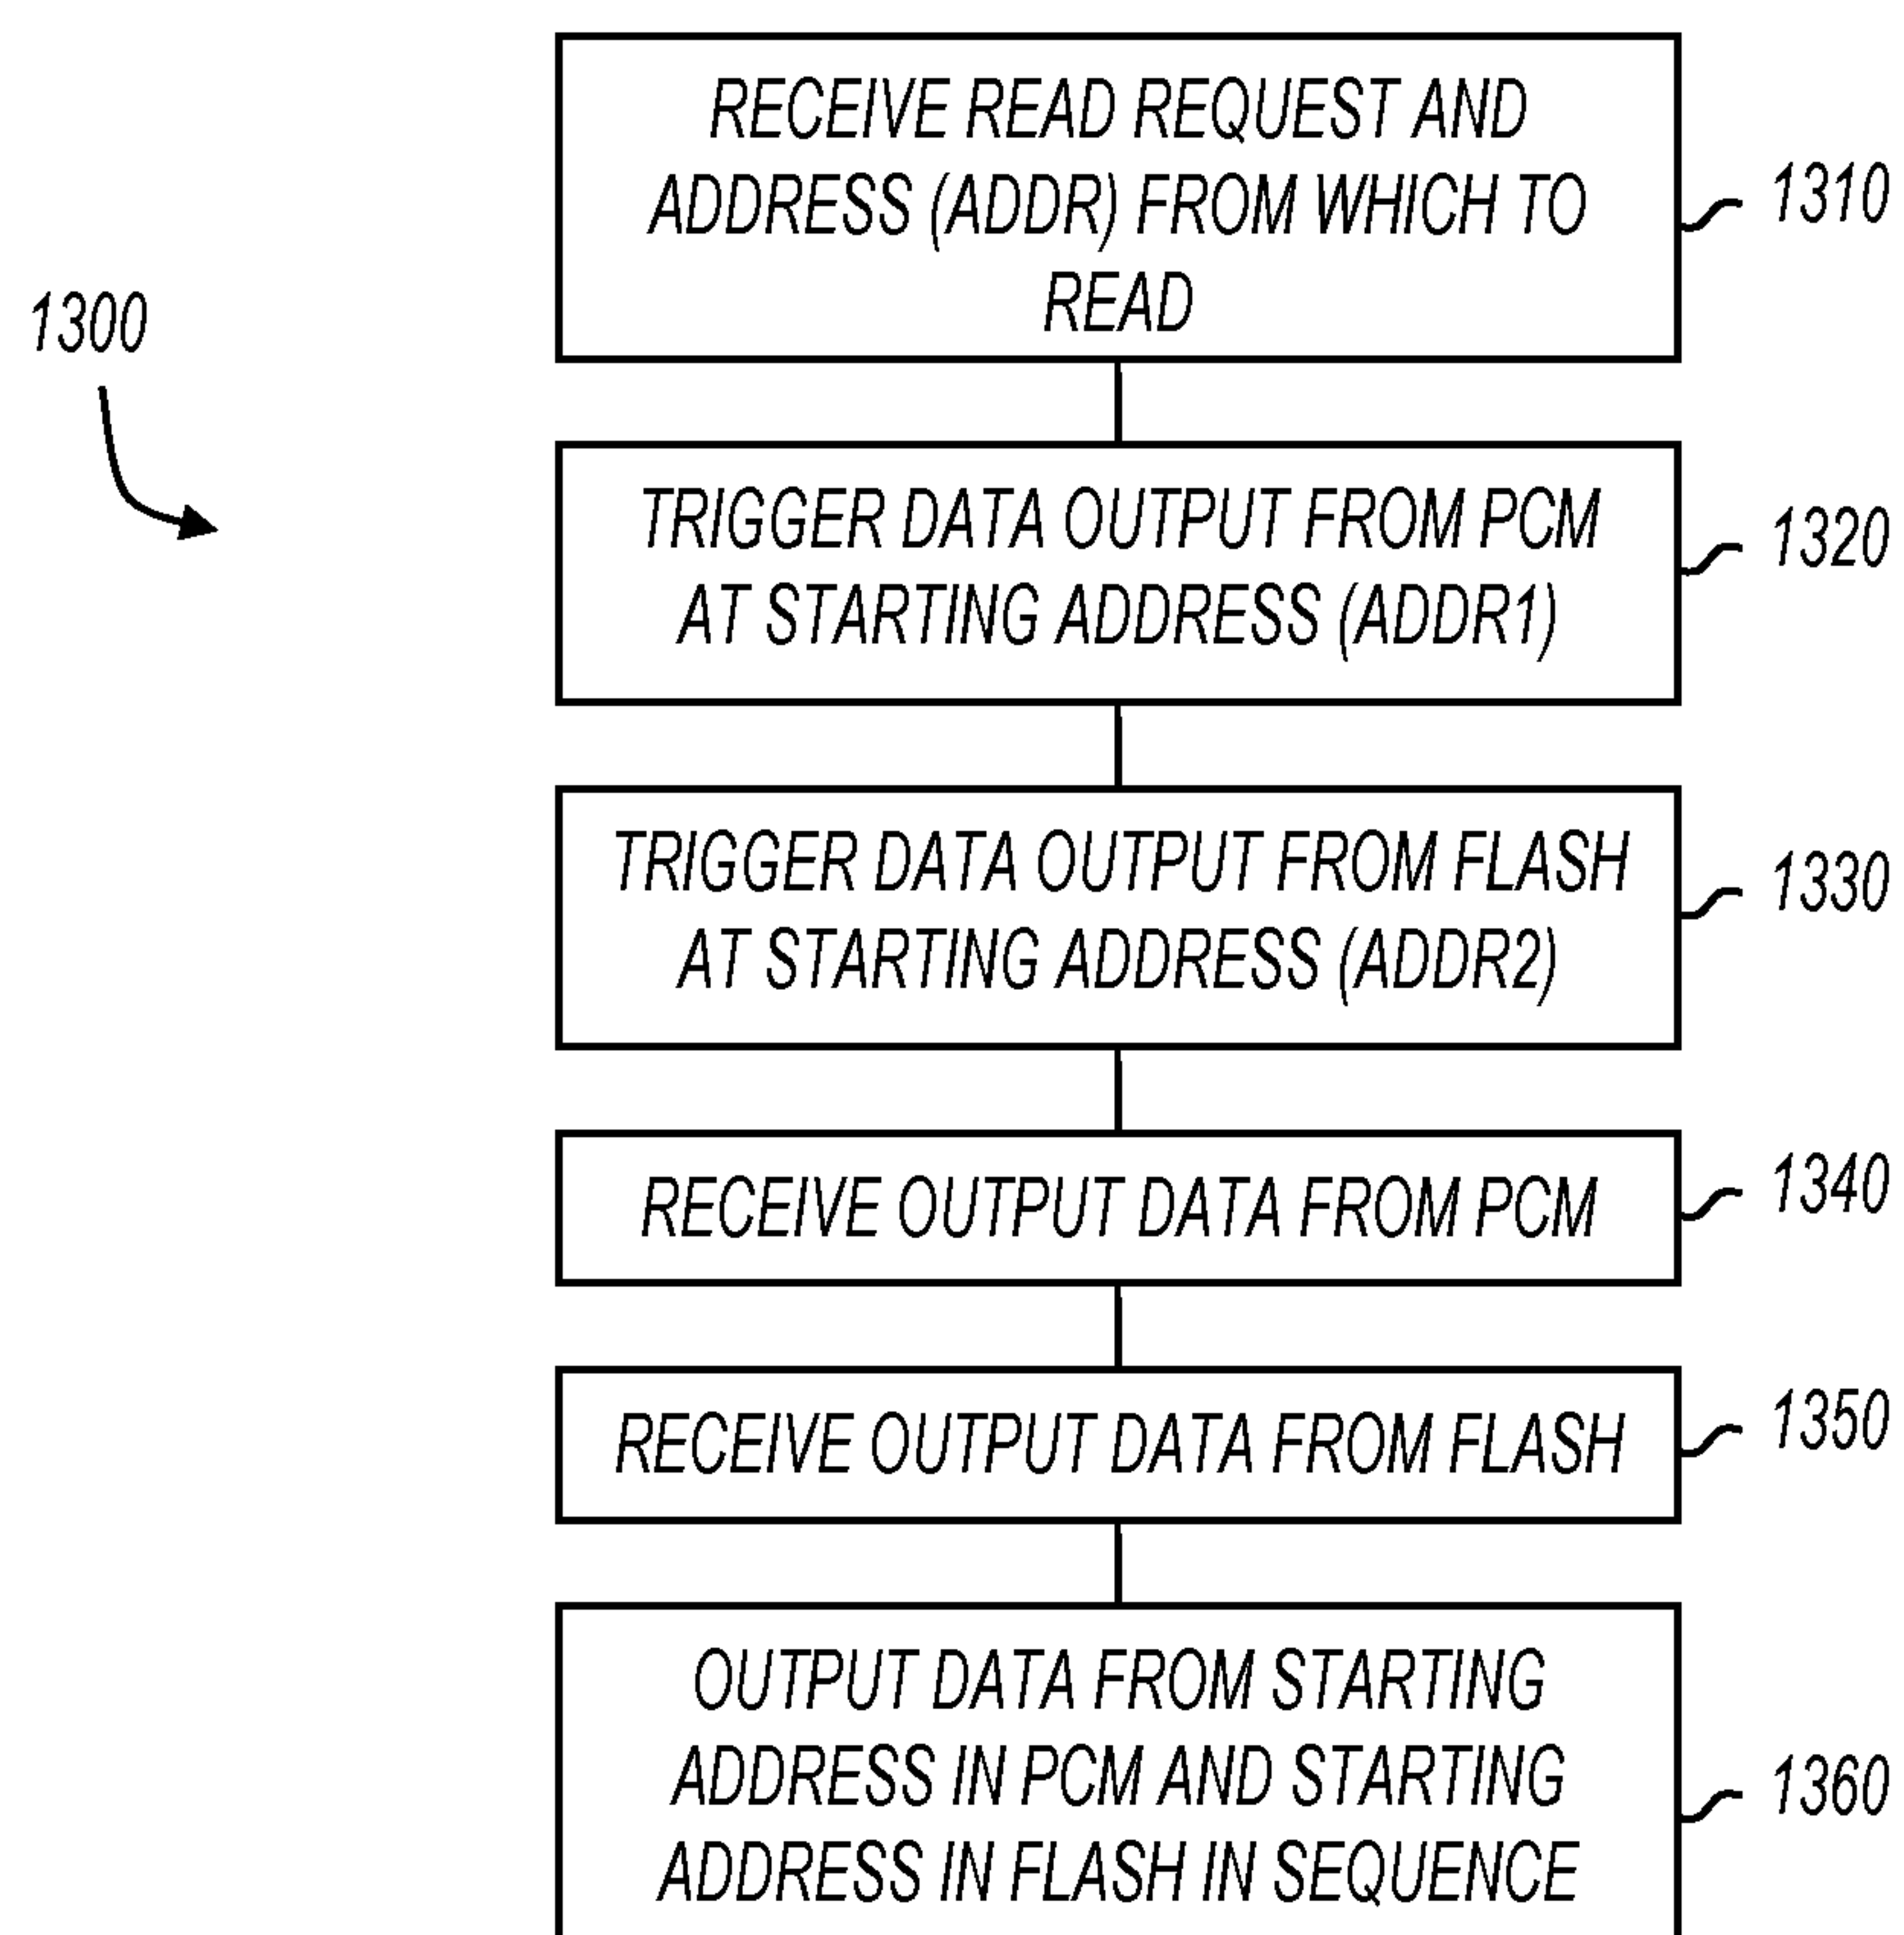 RECEIVE READ REQUEST AND
ADDRESS (ADDR) FROM WHICH TO
READ
1310
1300
TRIGGER DATA OUTPUT FROM PCM
AT STARTING ADDRESS (ADDR1)
1320
TRIGGER DATA OUTPUT FROM FLASH
AT STARTING ADDRESS (ADDR2)
1330
RECEIVE OUTPUT DATA FROM PCM
1340
RECEIVE OUTPUT DATA FROM FLASH
1350
OUTPUT DATA FROM STARTING
ADDRESS IN PCM AND STARTING
ADDRESS IN FLASH IN SEQUENCE
1360